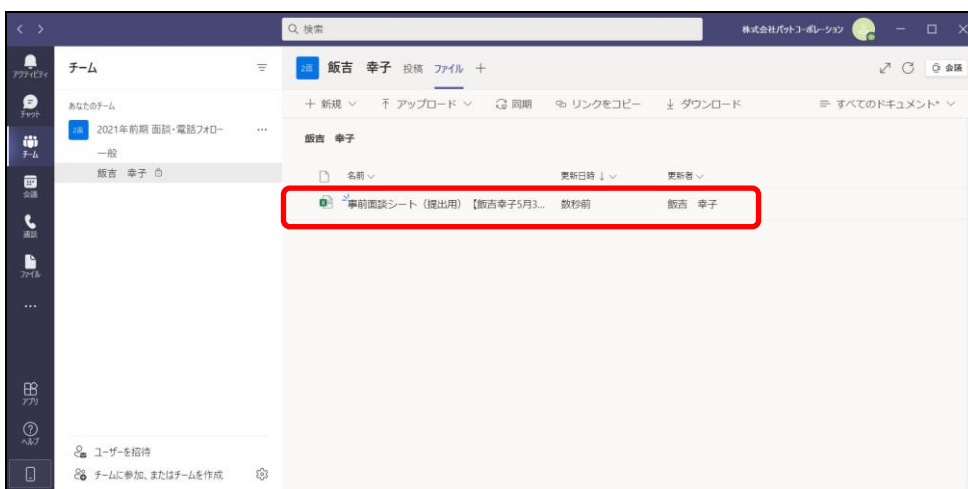 検索
株式会社パットコーポレーション
アクティビティ
チャット
チーム
会議
通話
ファイル
アプリ
ヘルプ
チーム
あなたのチーム
2面 2021年前期 面談・電話フォロー
一般
飯吉 幸子
ユーザーを招待
チームに参加、またはチームを作成
2面 飯吉 幸子 投稿 ファイル + 会議
+ 新規 アップロード 同期 リンクをコピー ダウンロード すべてのドキュメント*
飯吉 幸子
名前 更新日時 ↓ 更新者
事前面談シート（提出用）【飯吉幸子5月3... 数秒前 飯吉 幸子